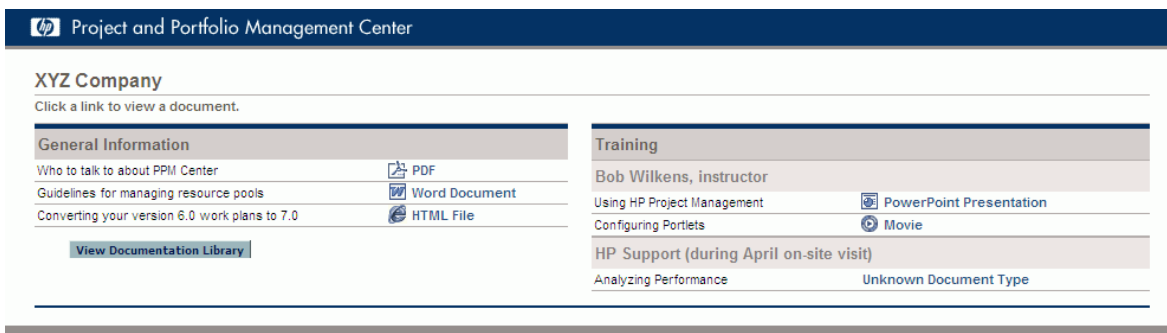 hp Project and Portfolio Management Center
XYZ Company
Click a link to view a document.
General Information
Who to talk to about PPM Center PDF
Guidelines for managing resource pools Word Document
Converting your version 6.0 work plans to 7.0 HTML File
View Documentation Library
Training
Bob Wilkens, instructor
Using HP Project Management PowerPoint Presentation
Configuring Portlets Movie
HP Support (during April on-site visit)
Analyzing Performance Unknown Document Type